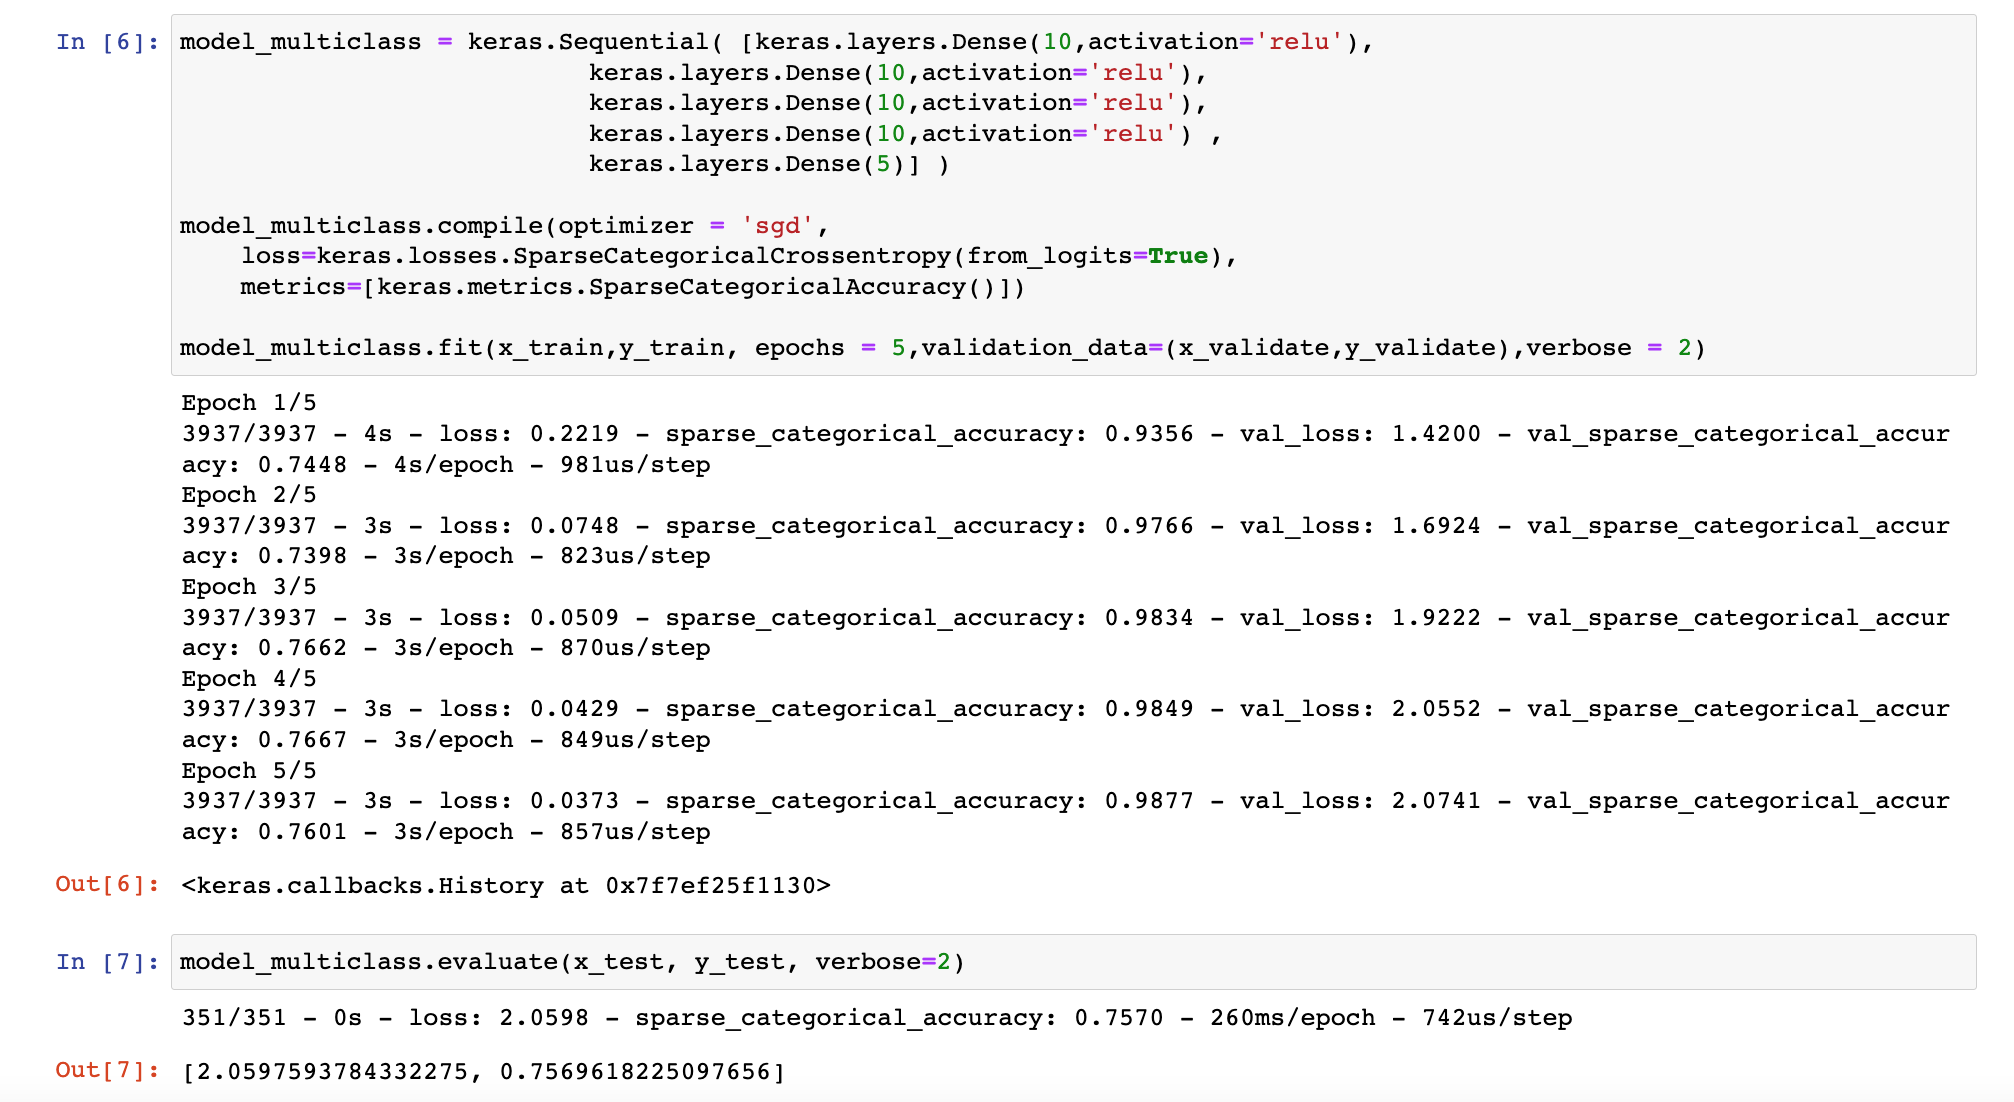 In [6]: model_multiclass = keras.Sequential( [keras.layers.Dense(10,activation='relu'),
keras.layers.Dense(10,activation='relu'),
keras.layers.Dense(10,activation='relu'),
keras.layers.Dense(10,activation='relu') ,
keras.layers.Dense(5)] )
model_multiclass.compile(optimizer = 'sgd',
loss=keras.losses.SparseCategoricalCrossentropy(from_logits=True),
metrics=[keras.metrics.SparseCategoricalAccuracy()])
model_multiclass.fit(x_train,y_train, epochs = 5,validation_data=(x_validate,y_validate),verbose = 2)
Epoch 1/5
3937/3937 - 4s - loss: 0.2219 - sparse_categorical_accuracy: 0.9356 - val_loss: 1.4200 - val_sparse_categorical_accur
acy: 0.7448 - 4s/epoch - 981us/step
Epoch 2/5
3937/3937 - 3s - loss: 0.0748 - sparse_categorical_accuracy: 0.9766 - val_loss: 1.6924 - val_sparse_categorical_accur
acy: 0.7398 - 3s/epoch - 823us/step
Epoch 3/5
3937/3937 - 3s - loss: 0.0509 - sparse_categorical_accuracy: 0.9834 - val_loss: 1.9222 - val_sparse_categorical_accur
acy: 0.7662 - 3s/epoch - 870us/step
Epoch 4/5
3937/3937 - 3s - loss: 0.0429 - sparse_categorical_accuracy: 0.9849 - val_loss: 2.0552 - val_sparse_categorical_accur
acy: 0.7667 - 3s/epoch - 849us/step
Epoch 5/5
3937/3937 - 3s - loss: 0.0373 - sparse_categorical_accuracy: 0.9877 - val_loss: 2.0741 - val_sparse_categorical_accur
acy: 0.7601 - 3s/epoch - 857us/step
Out[6]: <keras.callbacks.History at 0x7f7ef25f1130>
In [7]: model_multiclass.evaluate(x_test, y_test, verbose=2)
351/351 - 0s - loss: 2.0598 - sparse_categorical_accuracy: 0.7570 - 260ms/epoch - 742us/step
Out[7]: [2.0597593784332275, 0.7569618225097656]